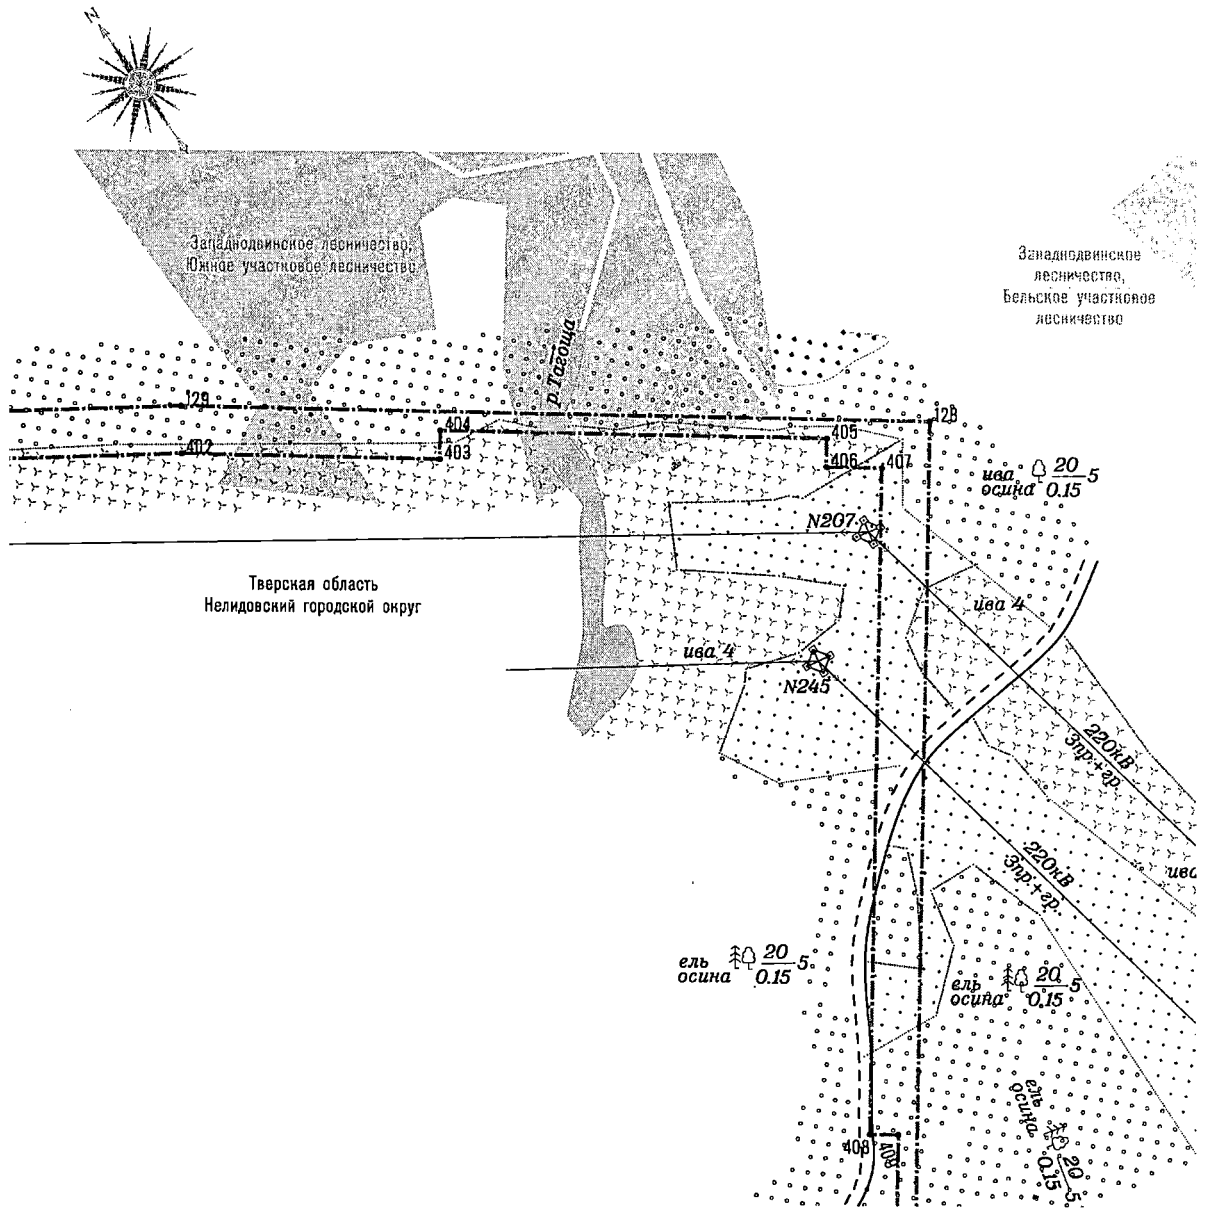 N
Западнодвинское лесничество,
Южное участковое лесничество
Западнодвинское
лесничество,
Бельское участковое
лесничество
р. Тагоща
129
128
404
405
402
403
406
407
ива
осина
20
0.15
5
N207
Тверская область
Нелидовский городской округ
ива 4
ива 4
N245
220кВ
3пр.+гр.
220кВ
3пр.+гр.
ива
ель
осина
20
0.15
5
ель
осина
20
0.15
5
ель
осина
20
0.15
5
408
409